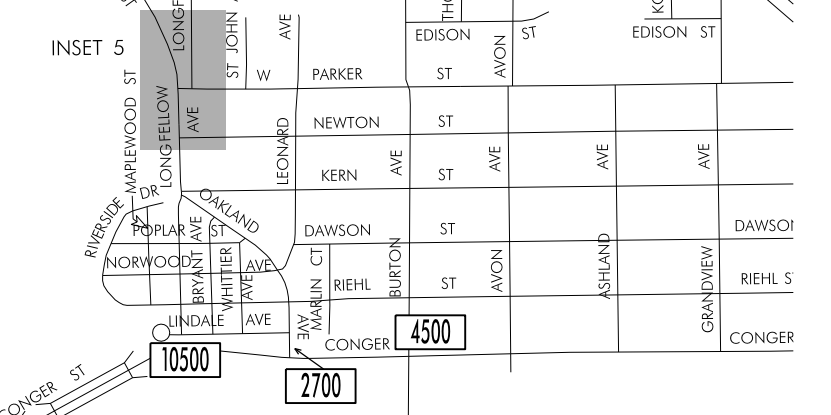 ST
LONGF
ST JOHN
AVE
TH
KO
EDISON ST
EDISON ST
INSET 5
AVON
W PARKER ST
MAPLEWOOD ST
LONGFELLOW AVE
LEONARD
NEWTON ST
AVE
AVE
AVE
AVE
KERN ST
RIVERSIDE DR
OAKLAND
POPLAR ST
DAWSON ST
DAWSON
NORWOOD AVE
BRYANT AVE
WHITTIER AVE
MARLIN CT
BURTON
AVON
ASHLAND
GRANDVIEW
RIEHL ST
RIEHL S
LINDALE AVE
AVE
CONGER
4500
CONGER
10500
2700
CONGER ST